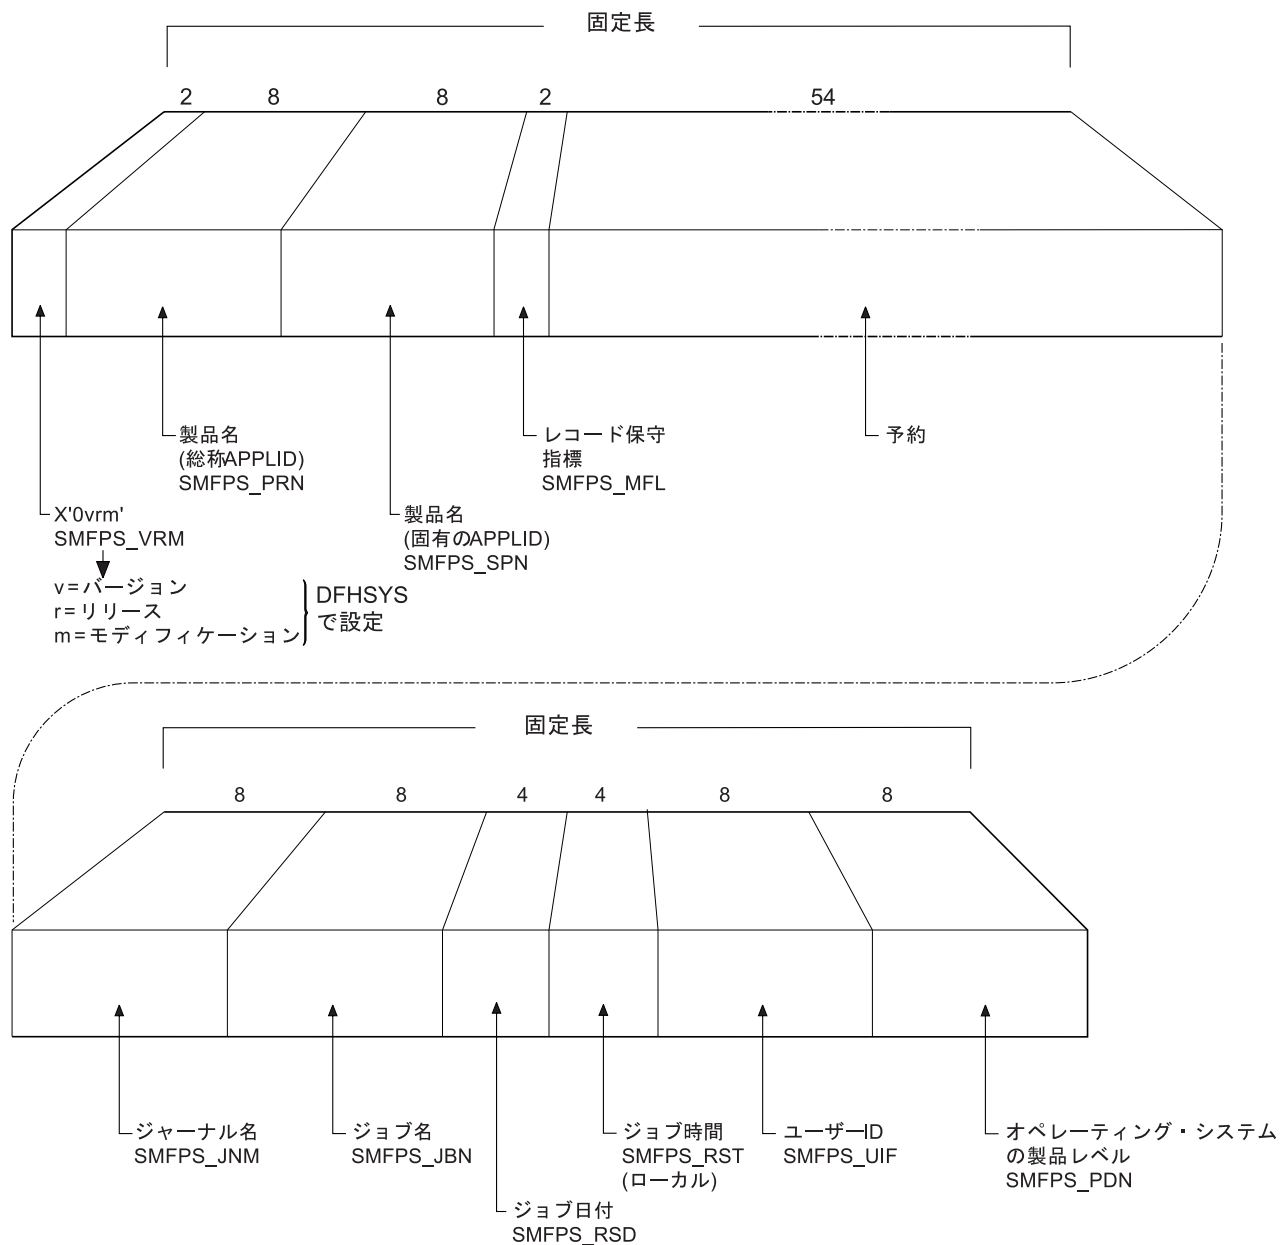 固定長
2 8 8 2 54
製品名
(総称APPLID)
SMFPS_PRN
レコード保守
指標
SMFPS_MFL
予約
X'0vrm'
SMFPS_VRM
製品名
(固有のAPPLID)
SMFPS_SPN
v=バージョン
r=リリース
m=モディフィケーション
DFHSYS
で設定
固定長
8 8 4 4 8 8
ジャーナル名
SMFPS_JNM
ジョブ名
SMFPS_JBN
ジョブ時間
SMFPS_RST
(ローカル)
ユーザーID
SMFPS_UIF
オペレーティング・システム
の製品レベル
SMFPS_PDN
ジョブ日付
SMFPS_RSD